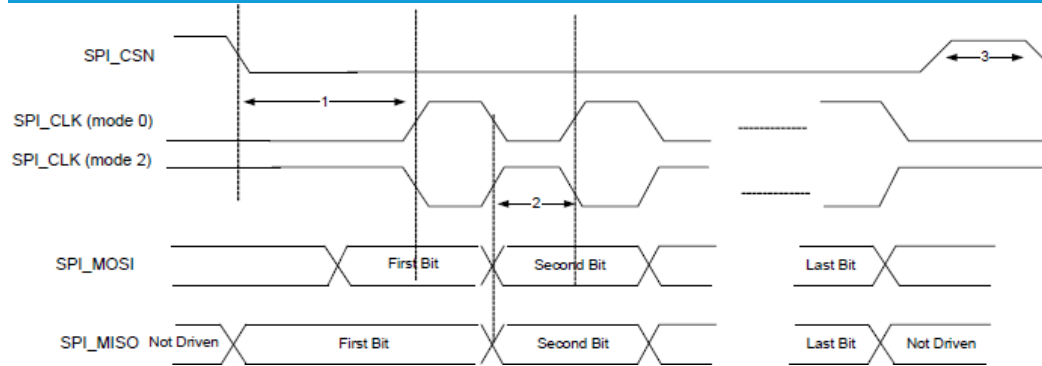 SPI_CSN
3
1
SPI_CLK (mode 0)
SPI_CLK (mode 2)
2
SPI_MOSI First Bit Second Bit Last Bit
SPI_MISO Not Driven First Bit Second Bit Last Bit Not Driven